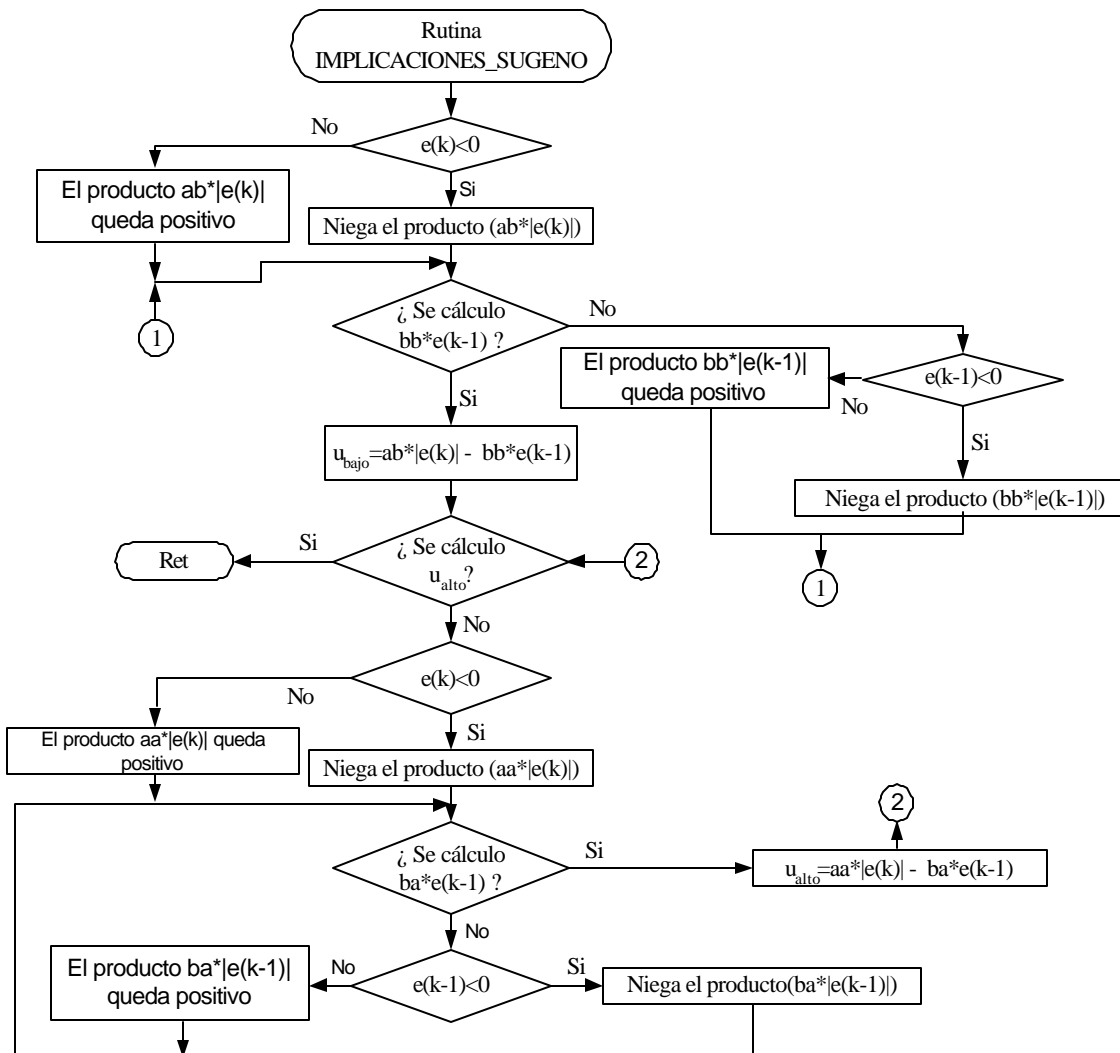 Rutina
IMPLICACIONES_SUGENO
e(k)<0
No
Si
El producto ab*|e(k)|
queda positivo
Niega el producto (ab*|e(k)|)
1
¿ Se cálculo
bb*e(k-1) ?
No
Si
e(k-1)<0
No
El producto bb*|e(k-1)|
queda positivo
Si
Niega el producto (bb*|e(k-1)|)
1
u_bajo=ab*|e(k)| - bb*e(k-1)
¿ Se cálculo
u_alto?
Si
Ret
2
No
e(k)<0
No
Si
El producto aa*|e(k)| queda
positivo
Niega el producto (aa*|e(k)|)
¿ Se cálculo
ba*e(k-1) ?
Si
u_alto=aa*|e(k)| - ba*e(k-1)
2
No
e(k-1)<0
No
El producto ba*|e(k-1)|
queda positivo
Si
Niega el producto(ba*|e(k-1)|)